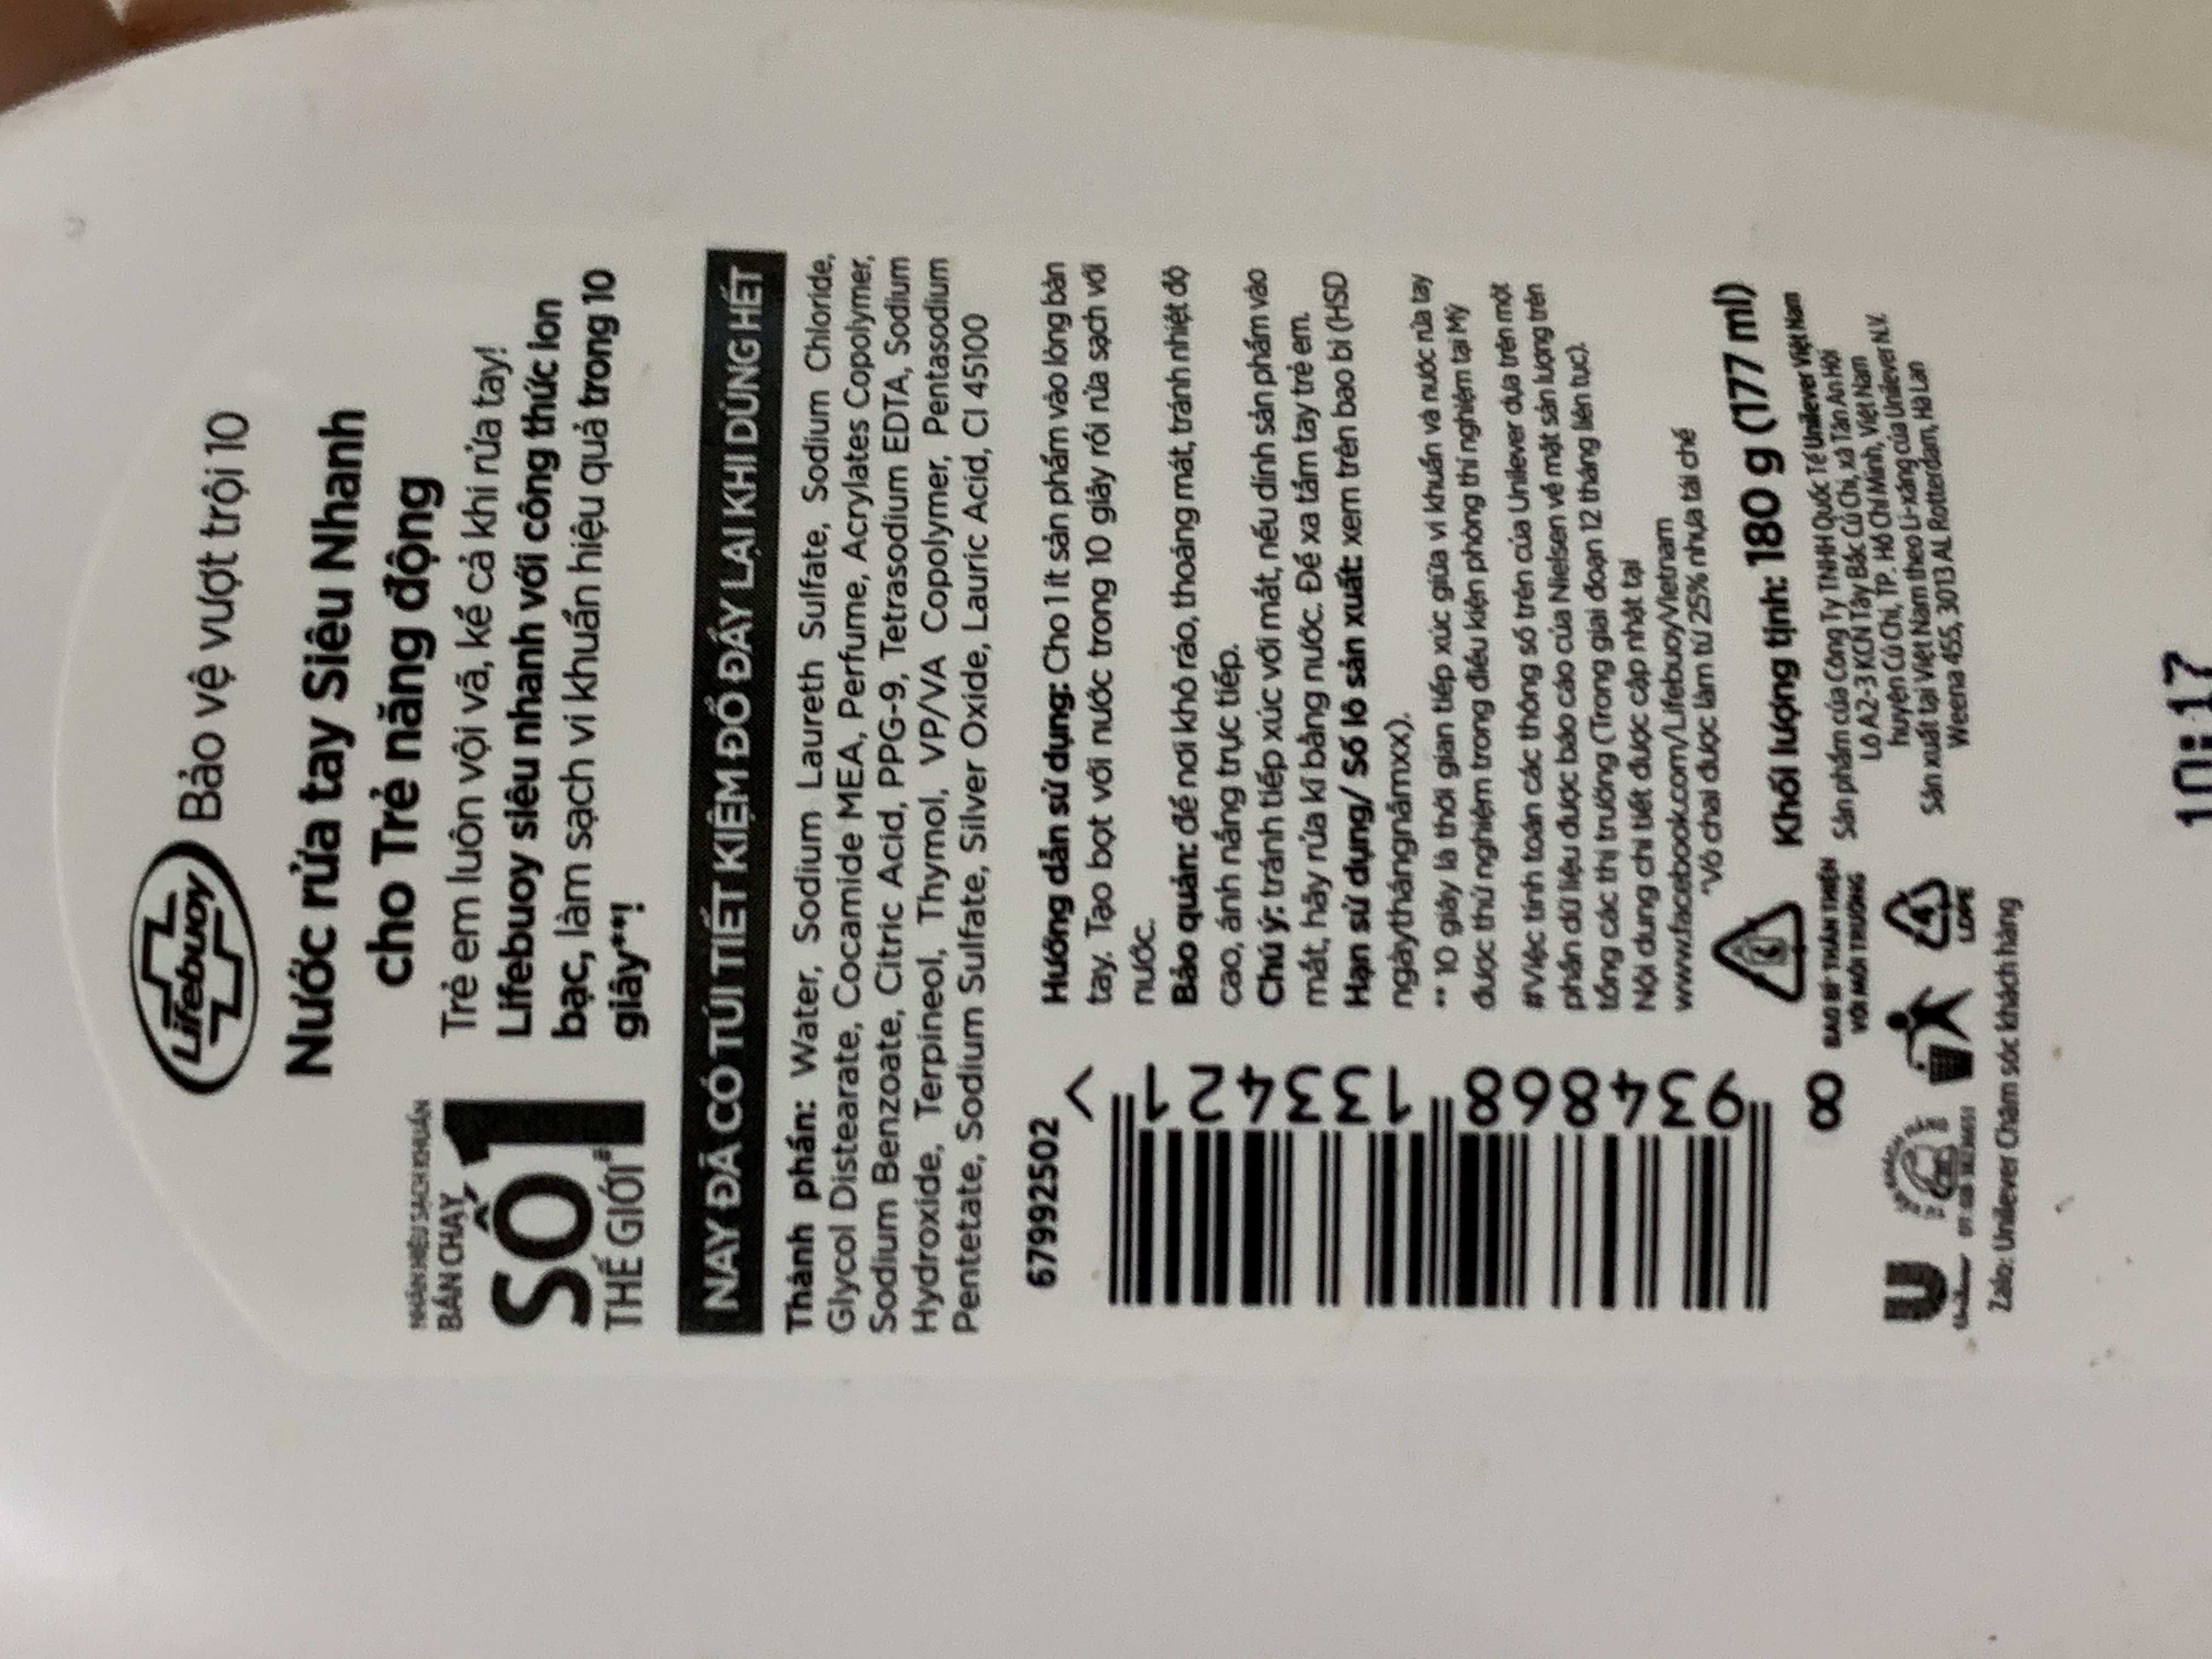 Lifebuoy Bảo vệ vượt trội 10
Nước rửa tay Siêu Nhanh
cho Trẻ năng động
NHÃN HIỆU SẠCH KHUẨN
BÁN CHẠY
SỐ 1
THẾ GIỚI#
Trẻ em luôn vội vã, kể cả khi rửa tay!
Lifebuoy siêu nhanh với công thức ion
bạc, làm sạch vi khuẩn hiệu quả trong 10
giây**!
NAY ĐÃ CÓ TÚI TIẾT KIỆM ĐỔ ĐẦY LẠI KHI DÙNG HẾT
Thành phần: Water, Sodium Laureth Sulfate, Sodium Chloride,
Glycol Distearate, Cocamide MEA, Perfume, Acrylates Copolymer,
Sodium Benzoate, Citric Acid, PPG-9, Tetrasodium EDTA, Sodium
Hydroxide, Terpineol, Thymol, VP/VA Copolymer, Pentasodium
Pentetate, Sodium Sulfate, Silver Oxide, Lauric Acid, CI 45100
67992502
8 934868 133421 >
Hướng dẫn sử dụng: Cho 1 ít sản phẩm vào lòng bàn
tay. Tạo bọt với nước trong 10 giây rồi rửa sạch với
nước.
Bảo quản: để nơi khô ráo, thoáng mát, tránh nhiệt độ
cao, ánh nắng trực tiếp.
Chú ý: tránh tiếp xúc với mắt, nếu dính sản phẩm vào
mắt, hãy rửa kĩ bằng nước. Để xa tầm tay trẻ em.
Hạn sử dụng/ Số lô sản xuất: xem trên bao bì (HSD
ngàythángnămxx).
** 10 giây là thời gian tiếp xúc giữa vi khuẩn và nước rửa tay
được thử nghiệm trong điều kiện phòng thí nghiệm tại Mỹ
#Việc tính toán các thông số trên của Unilever dựa trên một
phần dữ liệu được báo cáo của Nielsen về mặt sản lượng trên
tổng các thị trường (Trong giai đoạn 12 tháng liên tục).
Nội dung chi tiết được cập nhật tại
www.facebook.com/LifebuoyVietnam
*Vỏ chai được làm từ 25% nhựa tái chế
BAO BÌ* THÂN THIỆN
VỚI MÔI TRƯỜNG
Khối lượng tịnh: 180 g (177 ml)
Sản phẩm của Công Ty TNHH Quốc Tế Unilever Việt Nam
Lô A2-3 KCN Tây Bắc Củ Chi, xã Tân An Hội
huyện Củ Chi, TP. Hồ Chí Minh, Việt Nam
Sản xuất tại Việt Nam theo Li-xăng của Unilever N.V.
Weena 455, 3013 AL Rotterdam, Hà Lan
Unilever
4
LDPE
Zalo: Unilever Chăm sóc khách hàng
10:17